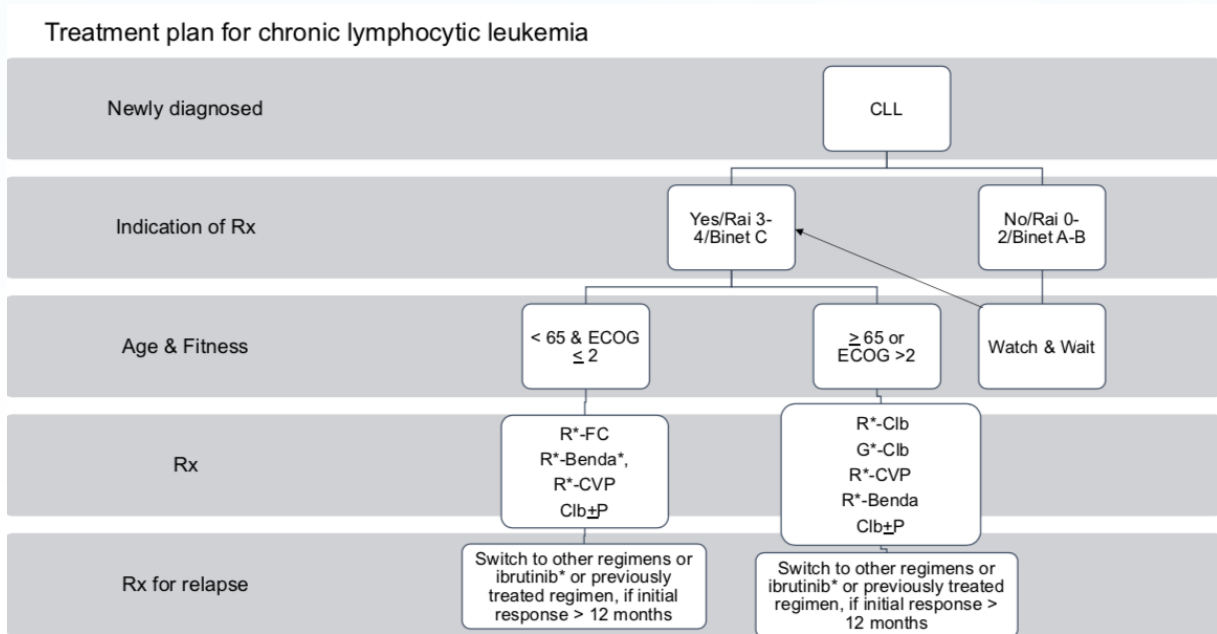 Treatment plan for chronic lymphocytic leukemia
Newly diagnosed
CLL
Indication of Rx
Yes/Rai 3-
4/Binet C
No/Rai 0-
2/Binet A-B
Age & Fitness
< 65 & ECOG
≤ 2
≥ 65 or
ECOG >2
Watch & Wait
Rx
R*-FC
R*-Benda*,
R*-CVP
Clb±P
R*-Clb
G*-Clb
R*-CVP
R*-Benda
Clb±P
Rx for relapse
Switch to other regimens or
ibrutinib* or previously
treated regimen, if initial
response > 12 months
Switch to other regimens or
ibrutinib* or previously treated
regimen, if initial response >
12 months